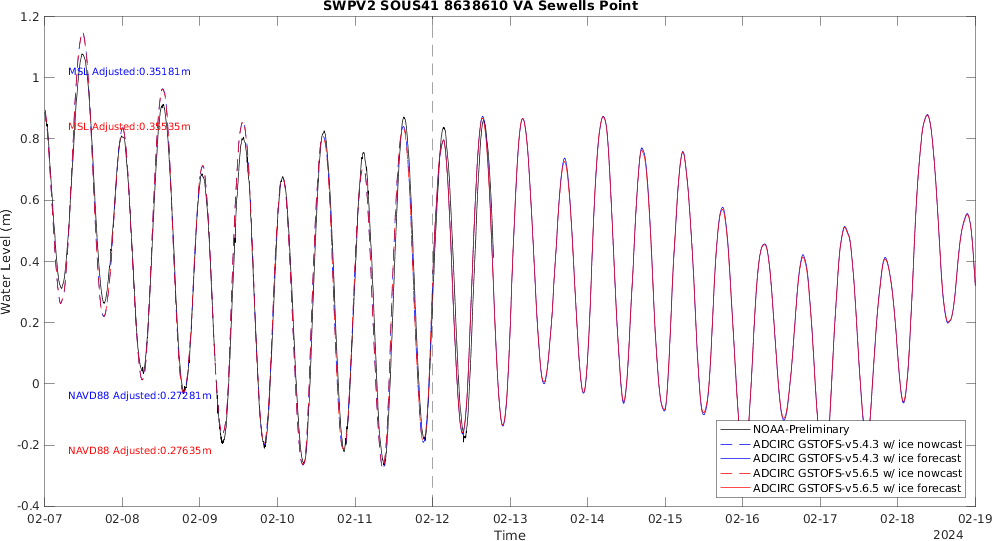 SWPV2 SOUS41 8638610 VA Sewells Point
1.2
1
0.8
0.6
0.4
0.2
0
-0.2
-0.4
Water Level (m)
MSL Adjusted:0.35181m
MSL Adjusted:0.35535m
NAVD88 Adjusted:0.27281m
NAVD88 Adjusted:0.27635m
NOAA-Preliminary
ADCIRC GSTOFS-v5.4.3 w/ ice nowcast
ADCIRC GSTOFS-v5.4.3 w/ ice forecast
ADCIRC GSTOFS-v5.6.5 w/ ice nowcast
ADCIRC GSTOFS-v5.6.5 w/ ice forecast
02-07 02-08 02-09 02-10 02-11 02-12 02-13 02-14 02-15 02-16 02-17 02-18 02-19
Time
2024